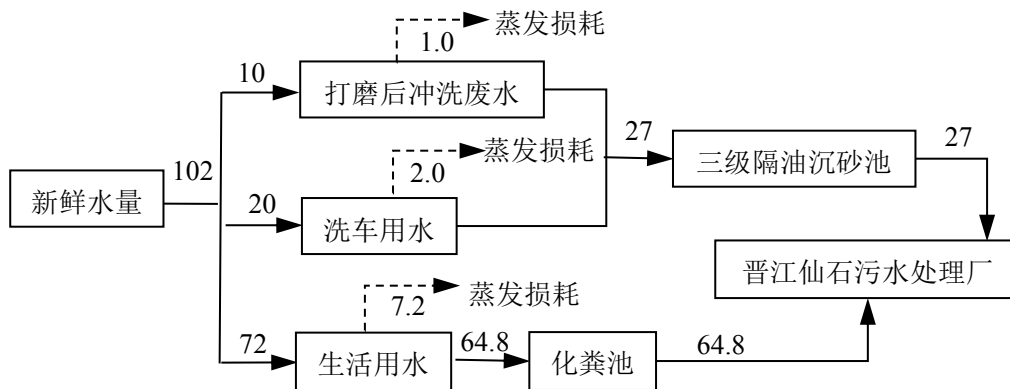 蒸发损耗
1.0
10
打磨后冲洗废水
27
三级隔油沉砂池
27
蒸发损耗
2.0
102
新鲜水量
20
洗车用水
晋江仙石污水处理厂
蒸发损耗
7.2
72
生活用水
64.8
化粪池
64.8